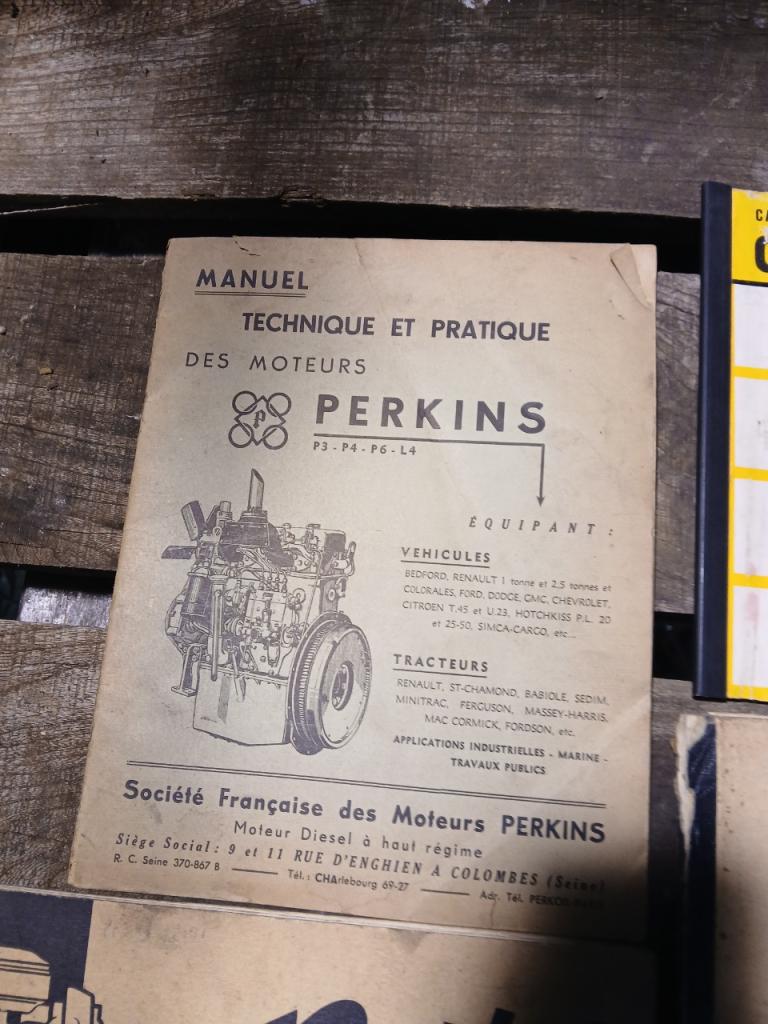 MANUEL
TECHNIQUE ET PRATIQUE
DES MOTEURS
P
PERKINS
P3 - P4 - P6 - L4
ÉQUIPANT :
VEHICULES
BEDFORD, RENAULT 1 tonne et 2,5 tonnes et
COLORALES, FORD, DODGE, GMC, CHEVROLET,
CITROEN T.45 et U.23, HOTCHKISS P.L. 20
et 25-50, SIMCA-CARGO, etc...
TRACTEURS
RENAULT, ST-CHAMOND, BABIOLE, SEDIM,
MINITRAC, FERGUSON, MASSEY-HARRIS,
MAC CORMICK, FORDSON, etc.
APPLICATIONS INDUSTRIELLES - MARINE -
TRAVAUX PUBLICS
Société Française des Moteurs PERKINS
Moteur Diesel à haut régime
Siège Social : 9 et 11 RUE D'ENGHIEN A COLOMBES (Seine)
R. C. Seine 370-867 B — Tél. : CHArlebourg 69-27 — Adr. Tél. 
CA